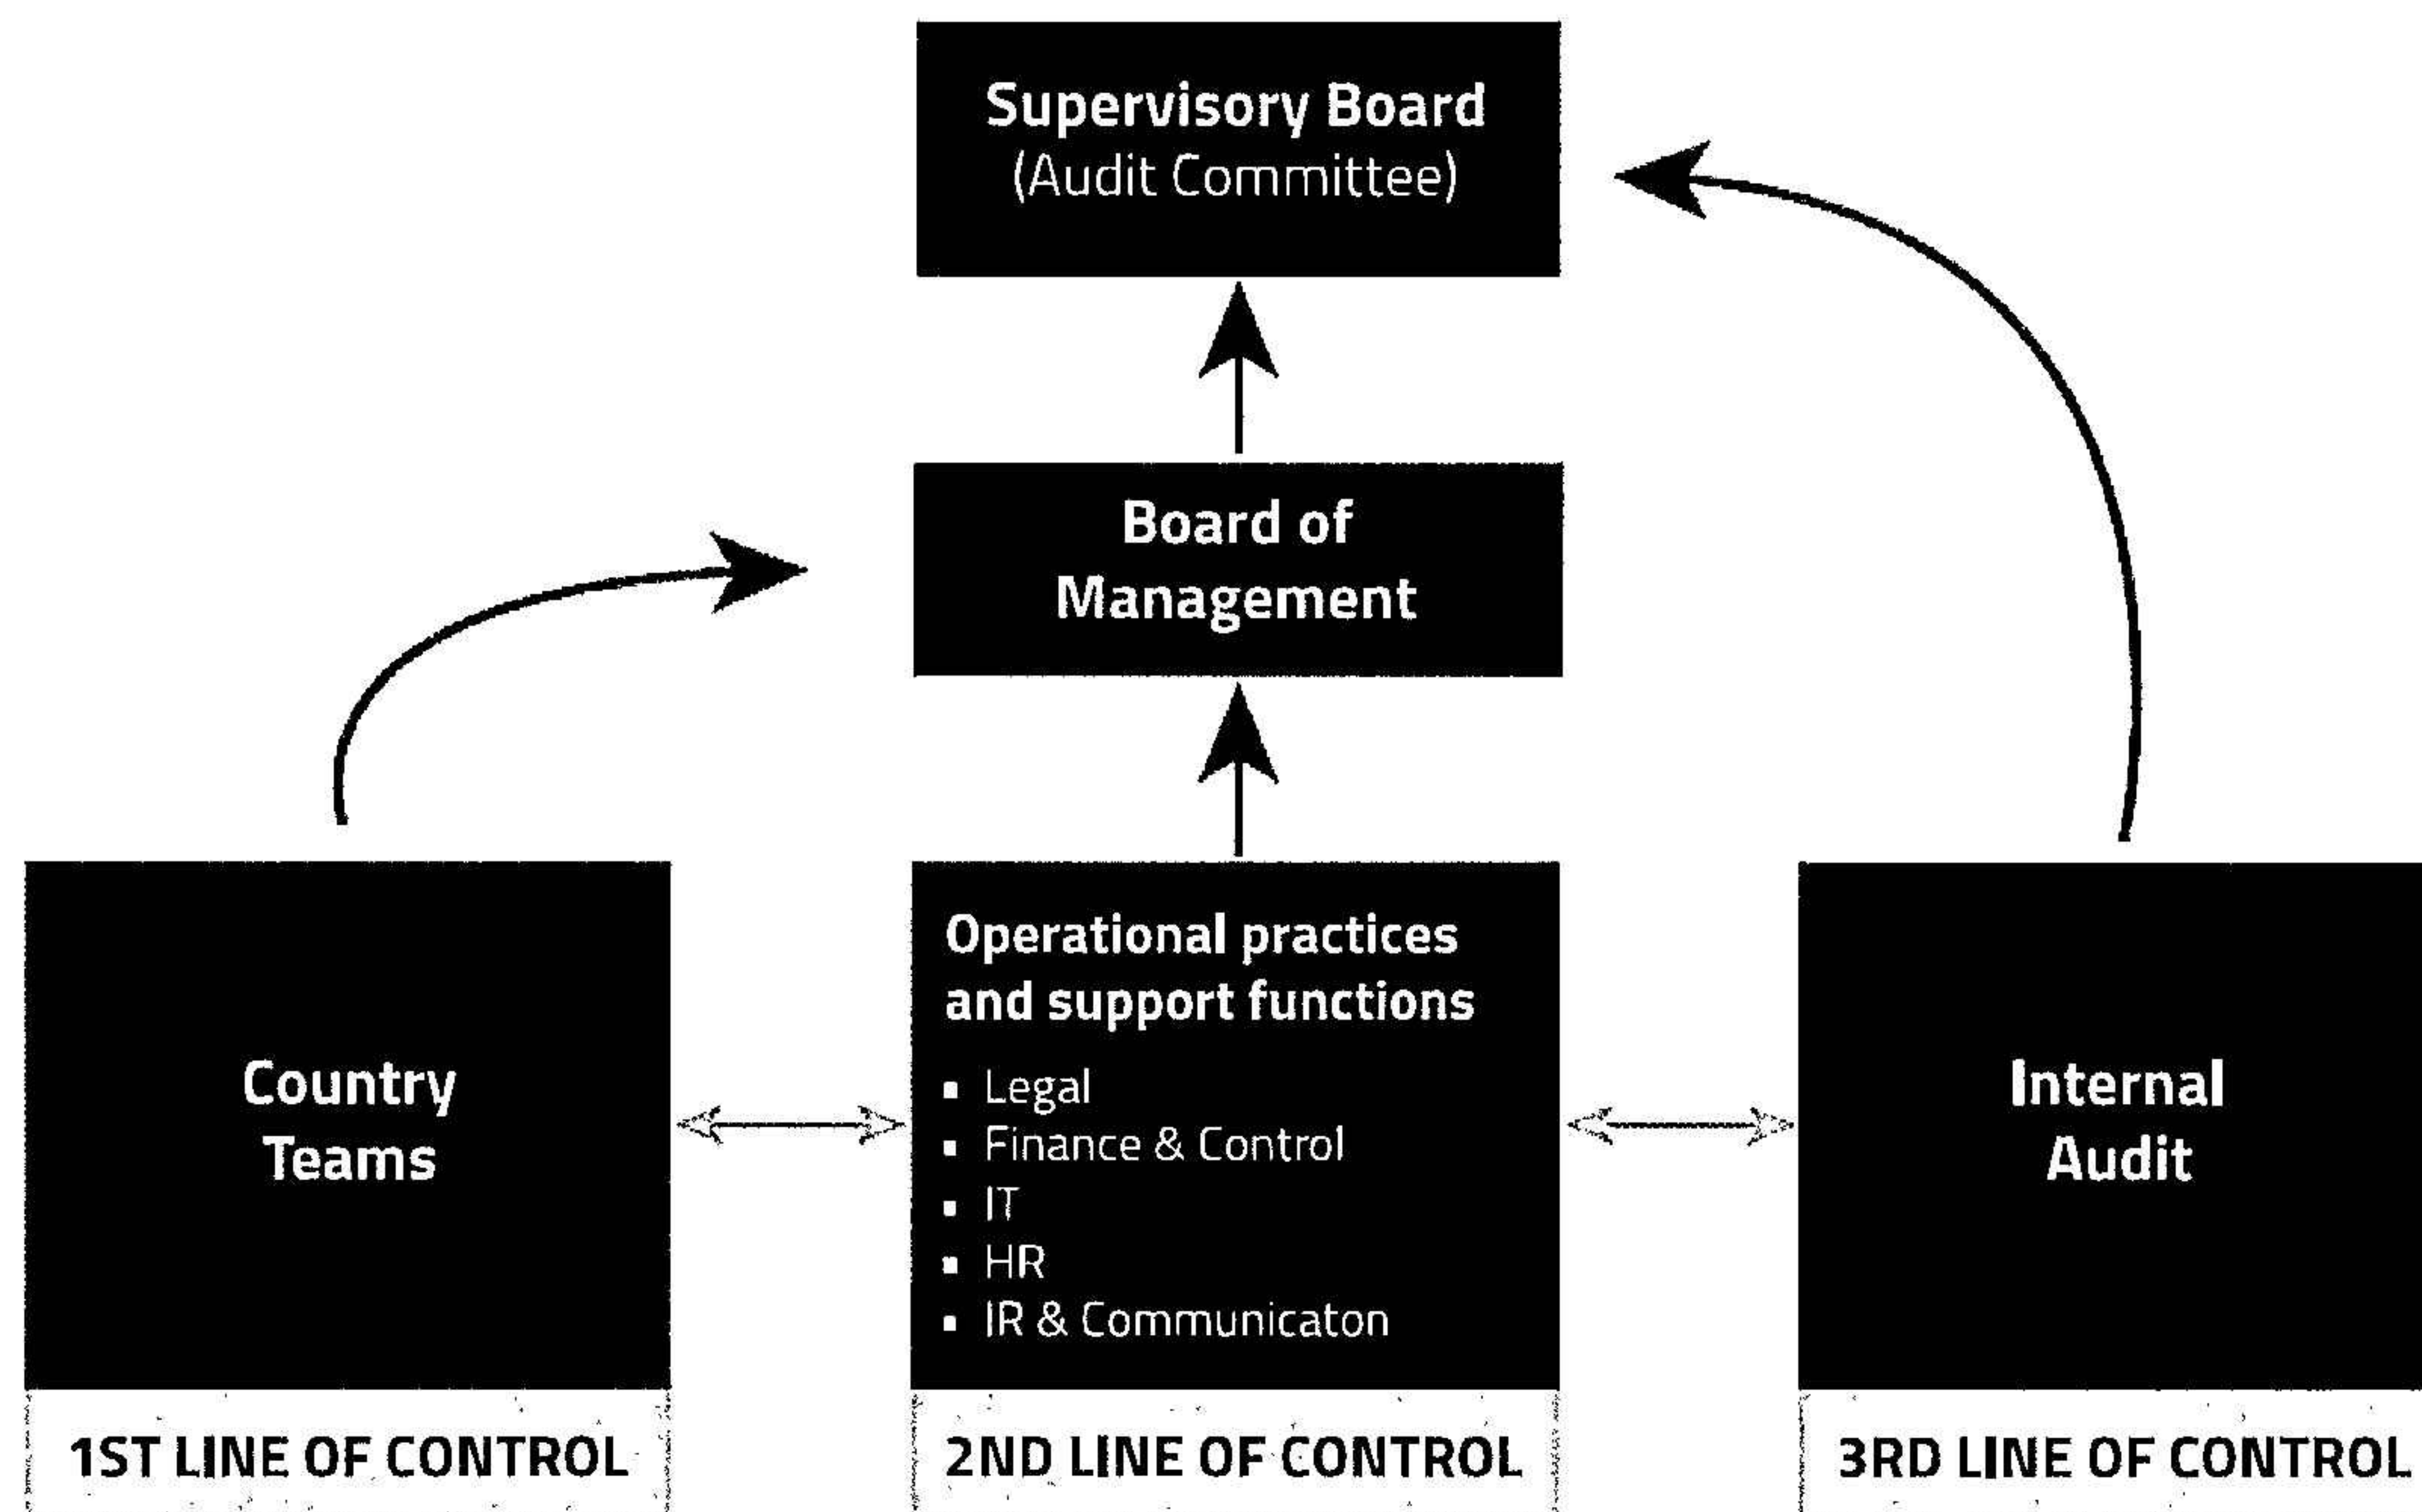 Supervisory Board
(Audit Committee)
Board of
Management
Country
Teams
Operational practices
and support functions
▪ Legal
▪ Finance & Control
▪ IT
▪ HR
▪ IR & Communicaton
Internal
Audit
1ST LINE OF CONTROL
2ND LINE OF CONTROL
3RD LINE OF CONTROL